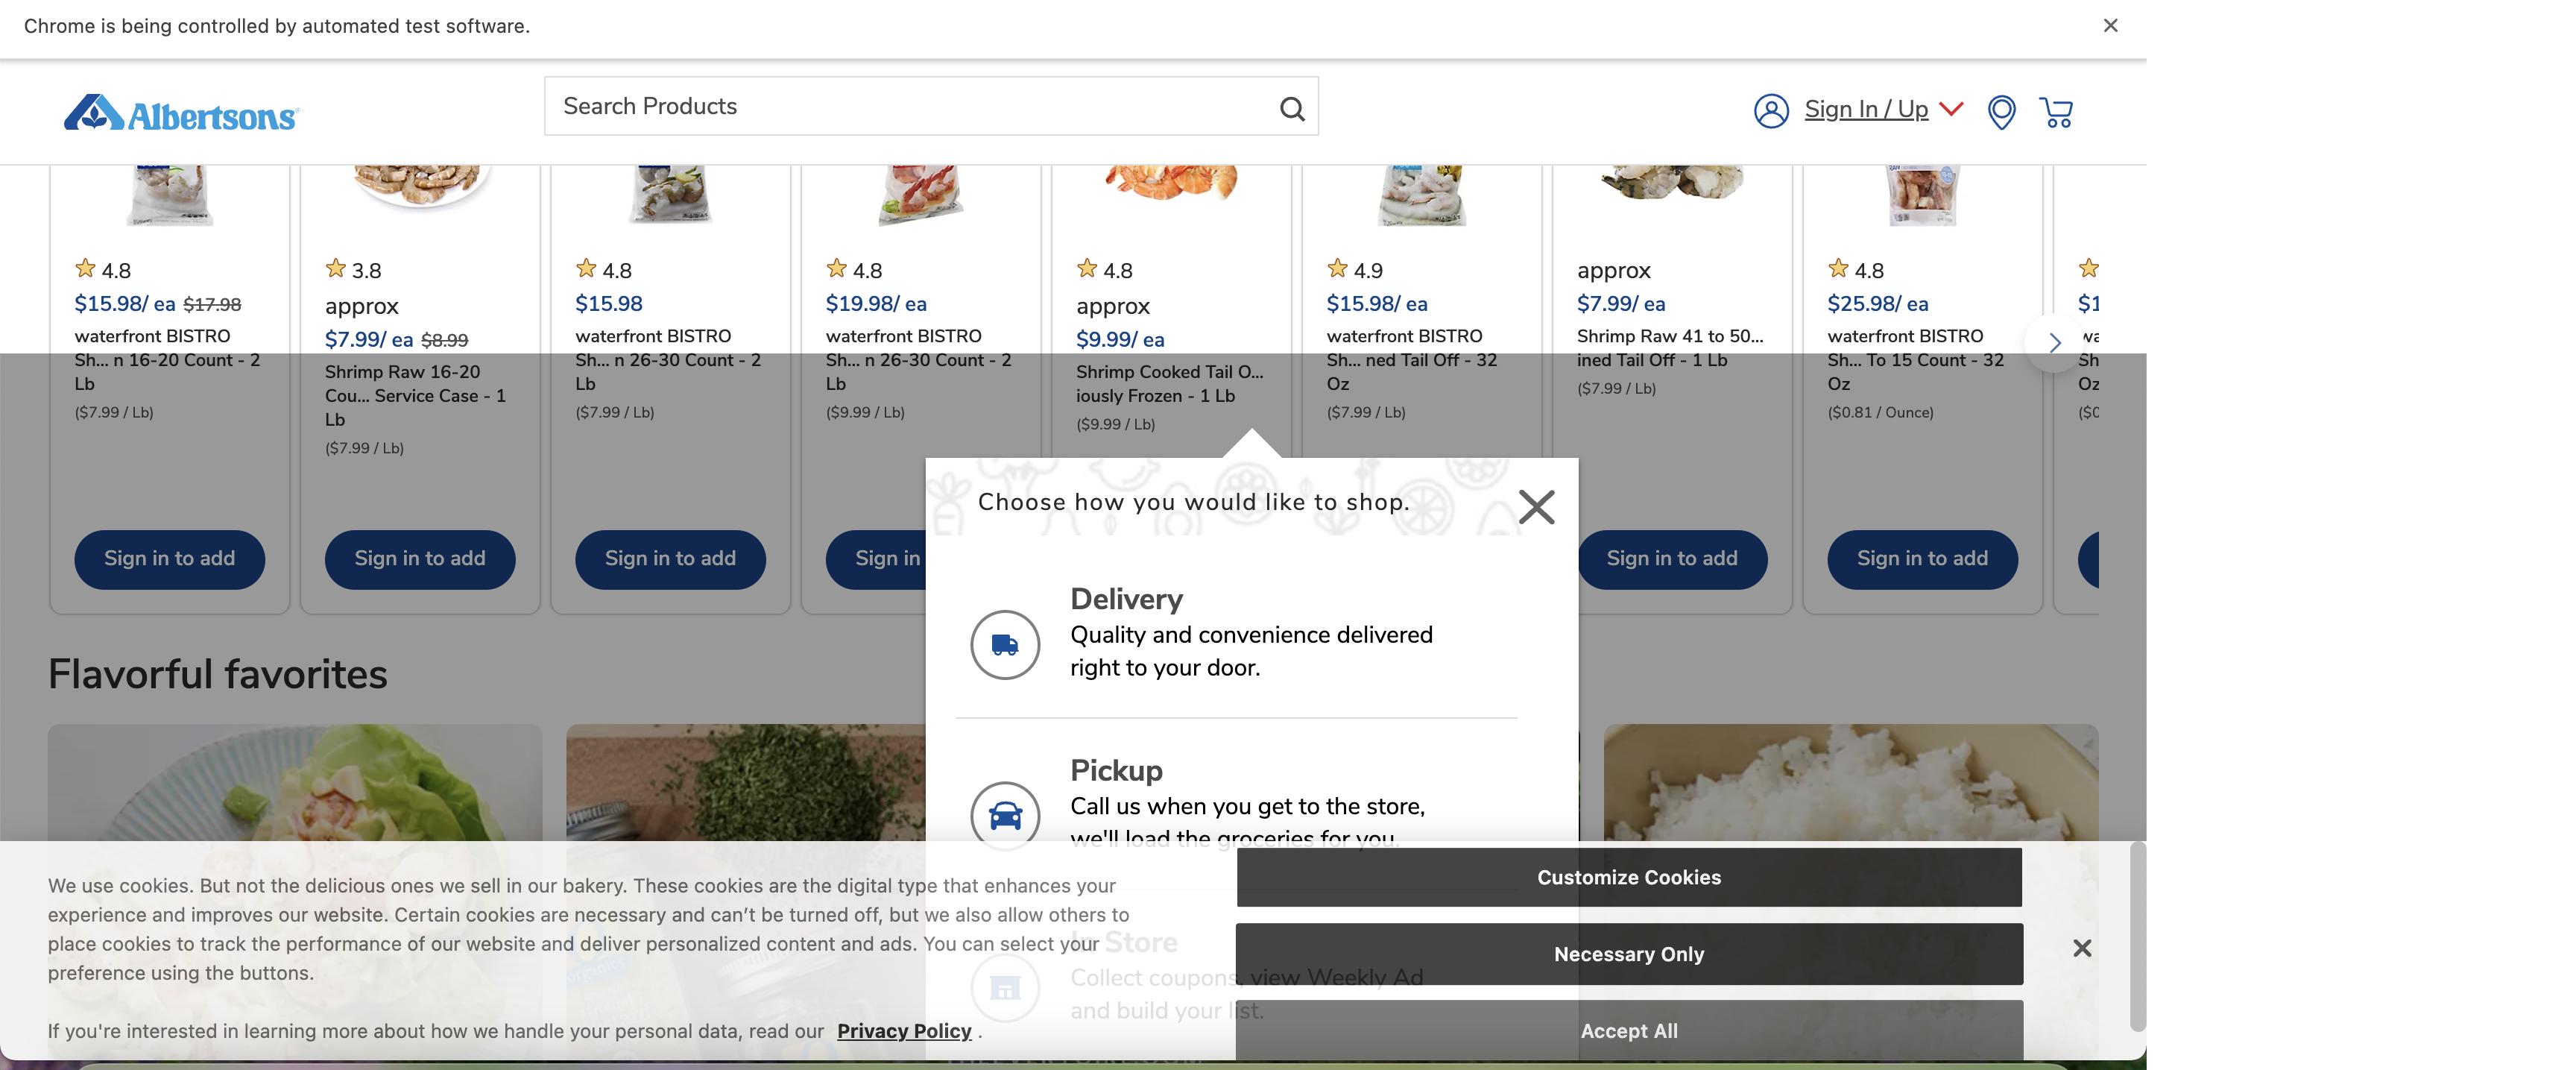 Chrome is being controlled by automated test software.
Albertsons
Search Products
Sign In / Up
4.8
$15.98/ ea $17.98
waterfront BISTRO
Sh... n 16-20 Count - 2
Lb
($7.99 / Lb)
Sign in to add
3.8
approx
$7.99/ ea $8.99
Shrimp Raw 16-20
Cou... Service Case - 1
Lb
($7.99 / Lb)
Sign in to add
4.8
$15.98
waterfront BISTRO
Sh... n 26-30 Count - 2
Lb
($7.99 / Lb)
Sign in to add
4.8
$19.98/ ea
waterfront BISTRO
Sh... n 26-30 Count - 2
Lb
($9.99 / Lb)
Sign in
4.8
approx
$9.99/ ea
Shrimp Cooked Tail O...
iously Frozen - 1 Lb
($9.99 / Lb)
4.9
$15.98/ ea
waterfront BISTRO
Sh... ned Tail Off - 32
Oz
($7.99 / Lb)
approx
$7.99/ ea
Shrimp Raw 41 to 50...
ined Tail Off - 1 Lb
($7.99 / Lb)
Sign in to add
4.8
$25.98/ ea
waterfront BISTRO
Sh... To 15 Count - 32
Oz
($0.81 / Ounce)
Sign in to add
$1
wa
Sh
Oz
($0
Choose how you would like to shop.
Delivery
Quality and convenience delivered
right to your door.
Pickup
Call us when you get to the store,
we'll load the groceries for you.
In Store
Collect coupons, view Weekly Ad
and build your list.
Flavorful favorites
We use cookies. But not the delicious ones we sell in our bakery. These cookies are the digital type that enhances your
experience and improves our website. Certain cookies are necessary and can’t be turned off, but we also allow others to
place cookies to track the performance of our website and deliver personalized content and ads. You can select your
preference using the buttons.
If you're interested in learning more about how we handle your personal data, read our Privacy Policy .
Customize Cookies
Necessary Only
Accept All